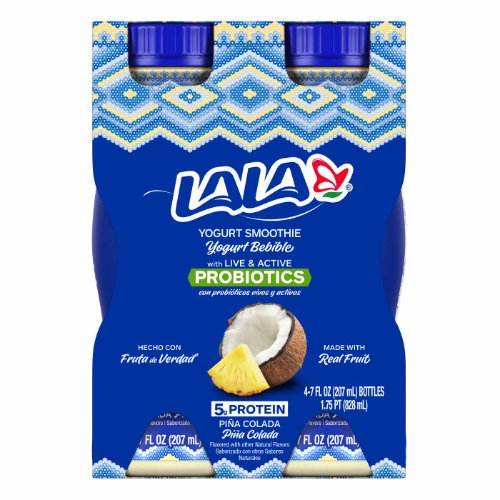 LALA®
YOGURT SMOOTHIE
Yogurt Bebible
with LIVE & ACTIVE
PROBIOTICS
con probióticos vivos y activos
HECHO CON
Fruta de Verdad
MADE WITH
Real Fruit
4-7 FL OZ (207 mL) BOTTLES
1.75 PT (828 mL)
5g PROTEIN
PIÑA COLADA
Piña Colada
Flavored with other Natural Flavors
Saborizado con otros Sabores
Naturales
FL OZ (207 mL)
7 FL OZ (207 mL)